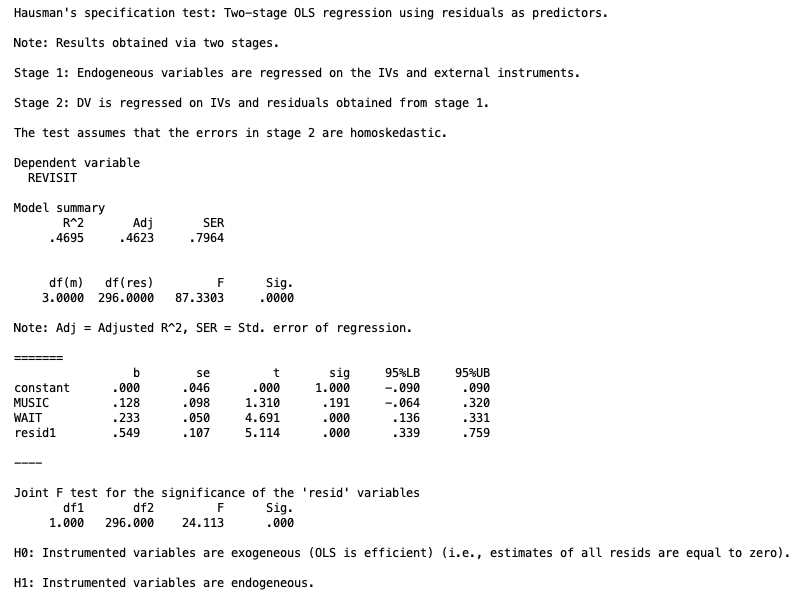 Hausman's specification test: Two-stage OLS regression using residuals as predictors.
Note: Results obtained via two stages.
Stage 1: Endogeneous variables are regressed on the IVs and external instruments.
Stage 2: DV is regressed on IVs and residuals obtained from stage 1.
The test assumes that the errors in stage 2 are homoskedastic.
Dependent variable
REVISIT
Model summary
R^2 Adj SER
.4695 .4623 .7964
df(m) df(res) F Sig.
3.0000 296.0000 87.3303 .0000
Note: Adj = Adjusted R^2, SER = Std. error of regression.
=======
b se t sig 95%LB 95%UB
constant .000 .046 .000 1.000 -.090 .090
MUSIC .128 .098 1.310 .191 -.064 .320
WAIT .233 .050 4.691 .000 .136 .331
resid1 .549 .107 5.114 .000 .339 .759
----
Joint F test for the significance of the 'resid' variables
df1 df2 F Sig.
1.000 296.000 24.113 .000
H0: Instrumented variables are exogeneous (OLS is efficient) (i.e., estimates of all resids are equal to zero).
H1: Instrumented variables are endogeneous.